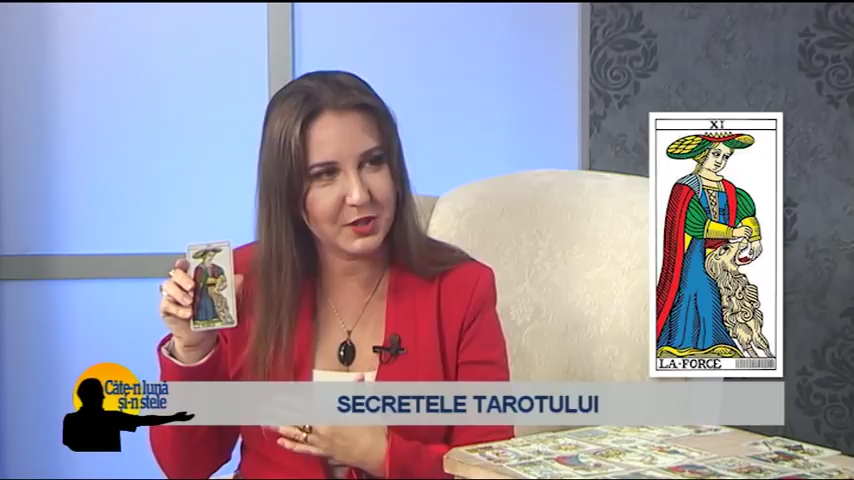 XI
LA·FORCE
Câte-n lună
și-n stele
SECRETELE TAROTULUI